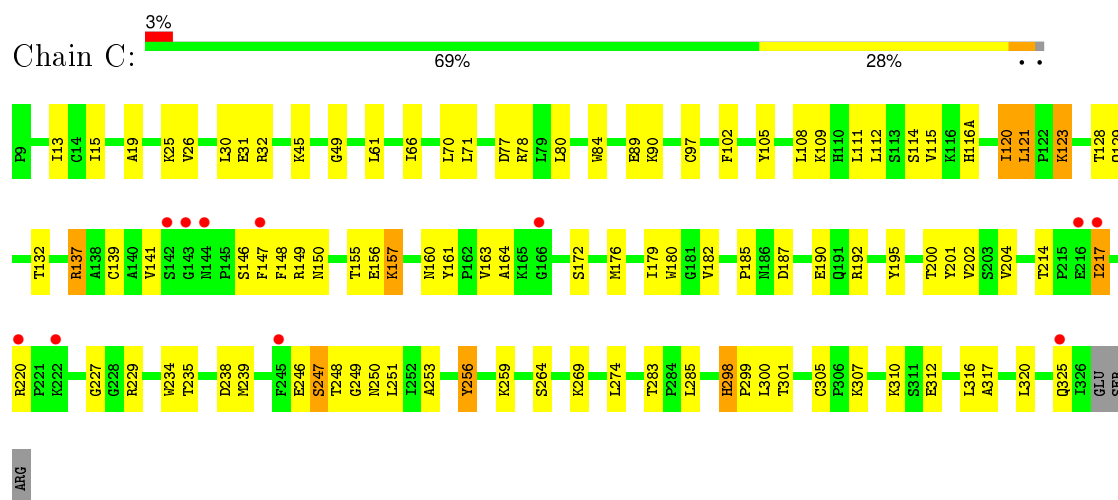 3%
Chain C:
69% 28% • •
P9 I13 C14 I15 A19 K25 V26 L30 E31 R32 K45 G49 L61 I66 L70 L71 D77 R78 L79 L80 W84 E89 K90 C97 F102 Y105 L108 K109 H110 L111 L112 S113 S114 V115 K116 H116A I120 L121 P122 K123 T128 Q129
T132 R137 A138 C139 A140 V141 S142 G143 N144 P145 S146 F147 F148 R149 N150 T155 E156 K157 N160 Y161 P162 V163 A164 K165 G166 S172 M176 I179 W180 G181 V182 P185 N186 D187 E190 Q191 R192 Y195 T200 Y201 V202 S203 V204 T214 P215 E216 I217
R220 P221 K222 G227 G228 R229 W234 T235 D238 M239 F245 E246 S247 T248 G249 N250 L251 I252 A253 Y256 K259 S264 K269 L274 T283 P284 L285 H298 P299 L300 T301 C305 P306 K307 K310 S311 E312 L316 A317 L320 Q325 I326 GLU SER
ARG